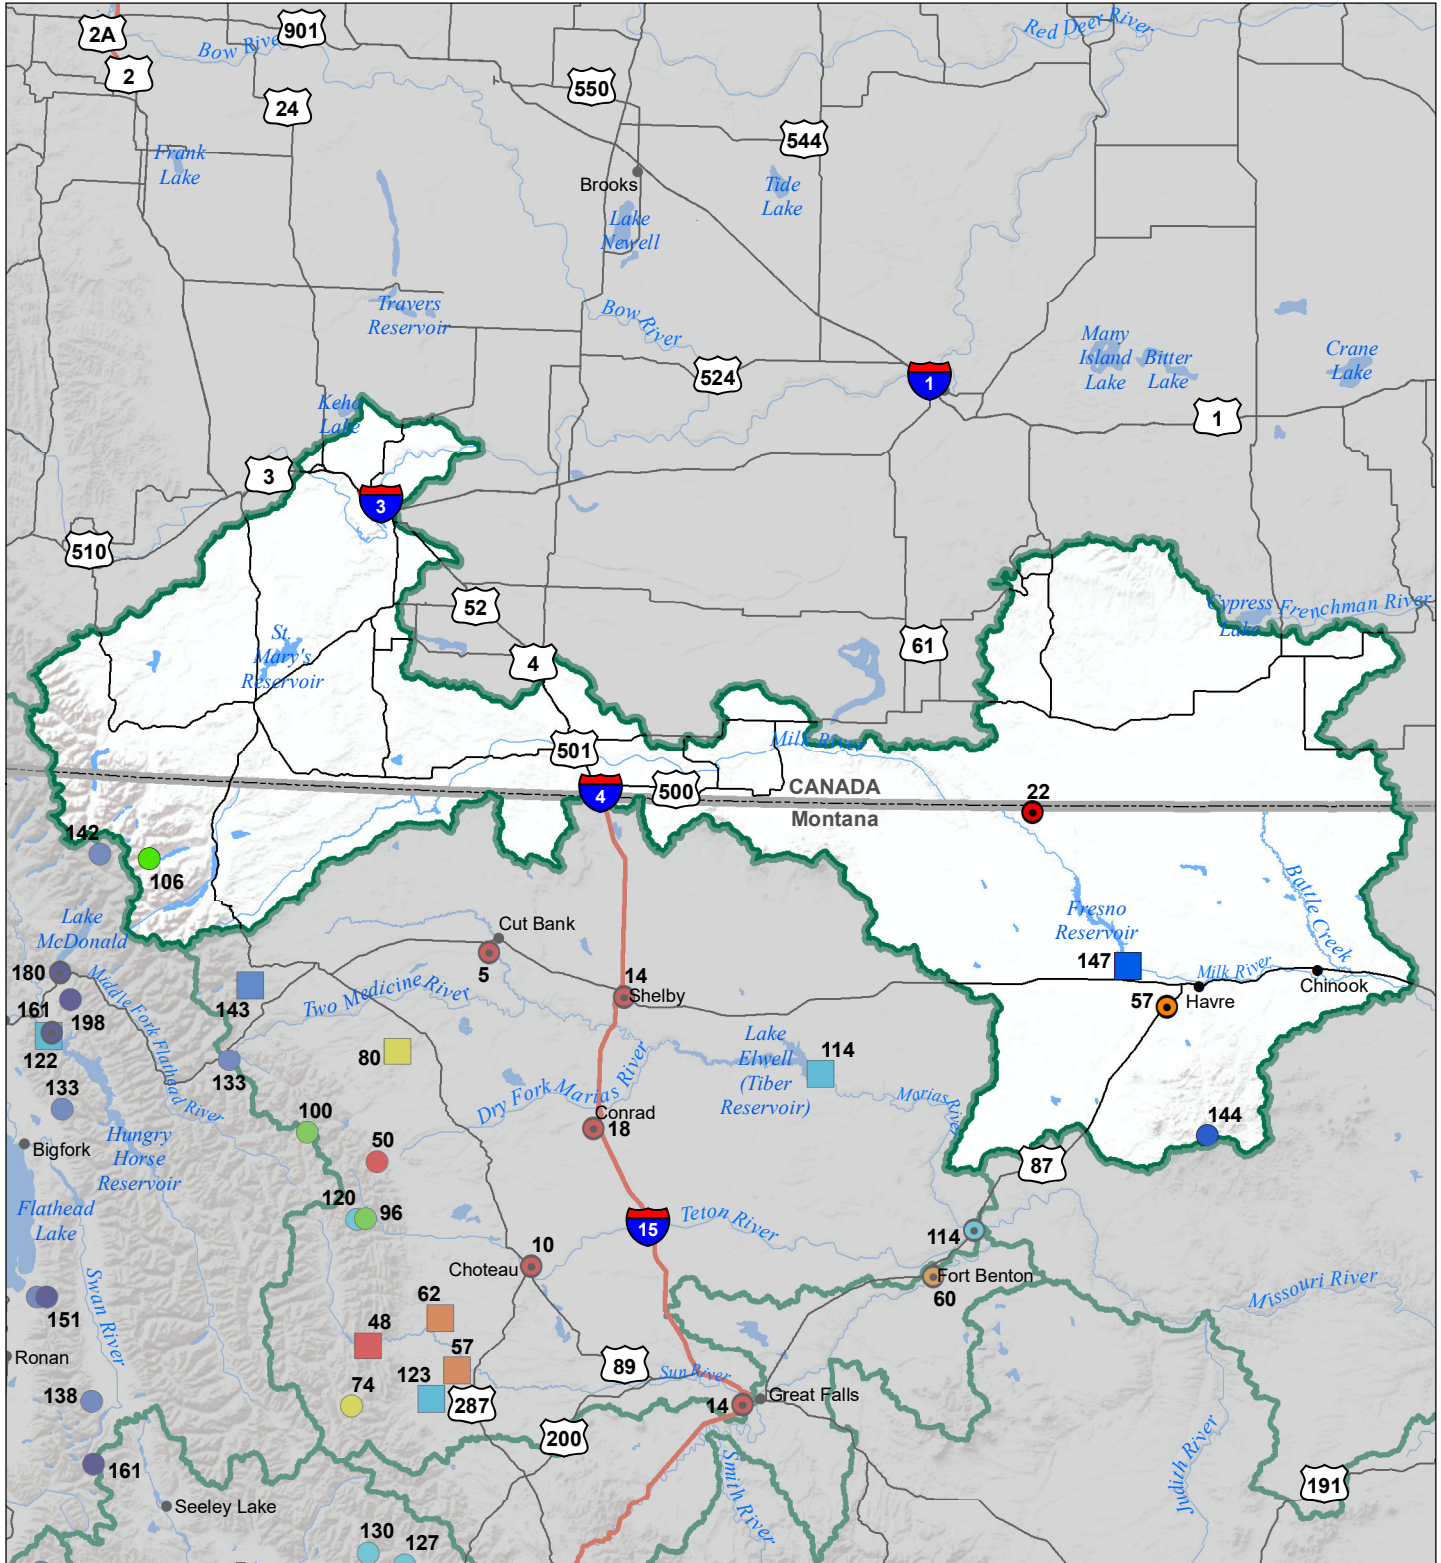 2A
901
Bow River
Red Deer River
2
24
550
544
Frank
Lake
Brooks
Tide
Lake
Lake
Newell
Travers
Reservoir
Bow River
Many
Island
Lake
Bitter
Lake
Crane
Lake
524
1
1
Keho
Lake
3
3
510
52
4
61
Cypress
Lake
Frenchman River
St.
Mary's
Reservoir
501
Milk River
4
500
CANADA
Montana
22
142
106
Lake
McDonald
Cut Bank
5
Fresno
Reservoir
Battle Creek
147
Milk River
Chinook
Havre
57
180
Middle Fork Flathead River
143
Two Medicine River
14
Shelby
161
198
122
80
Lake
Elwell
(Tiber
Reservoir)
114
133
133
Dry Fork Marias River
Marias River
Conrad
18
100
50
144
Bigfork
Hungry
Horse
Reservoir
87
120
96
Flathead
Lake
15
Teton River
114
10
Choteau
Fort Benton
60
Missouri River
Swan River
151
62
48
57
Ronan
89
Sun River
123
74
138
287
14
Great Falls
200
161
Smith River
Judith River
191
Seeley Lake
130
127